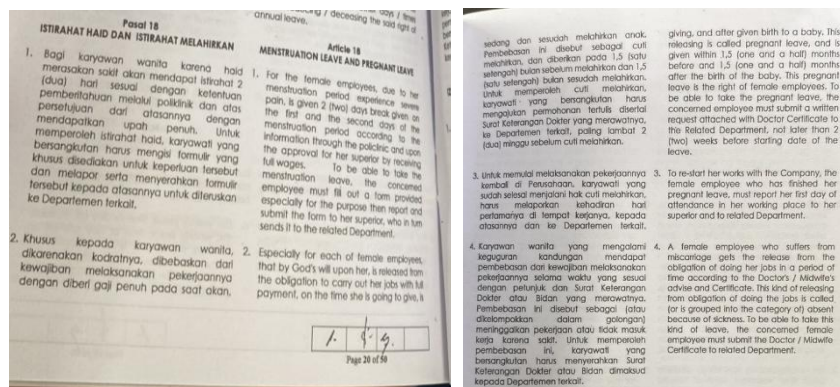 annual leave.
deceasing the said right of
Pasal 18
ISTIRAHAT HAID DAN ISTIRAHAT MELAHIRKAN
1. Bagi karyawan wanita karena haid
merasakan sakit akan mendapat istirahat 2
(dua) hari sesuai dengan ketentuan
pemberitahuan melalui poliklinik dan atas
persetujuan dari atasannya dengan
mendapatkan upah penuh. Untuk
memperoleh istirahat haid, karyawati yang
bersangkutan harus mengisi formulir yang
khusus disediakan untuk keperluan tersebut
dan melapor serta menyerahkan formulir
tersebut kepada atasannya untuk diteruskan
ke Departemen terkait.
2. Khusus kepada karyawan wanita,
dikarenakan kodratnya, dibebaskan dari
kewajiban melaksanakan pekerjaannya
dengan diberi gaji penuh pada saat akan,
Article 18
MENSTRUATION LEAVE AND PREGNANT LEAVE
1. For the female employees, due to her
menstruation period experience severe
pain, is given 2 (two) days break given on
the first and the second days of the
menstruation period according to the
information through the policlinic and upon
the approval for her superior by receiving
full wages. To be able to take the
menstruation leave, the concerned
employee must fill out a form provided
especially for the purpose then report and
submit the form to her superior, who in turn
sends it to the related Department.
2. Especially for each of female employees,
that by God's will upon her, is released from
the obligation to carry out her jobs with full
payment, on the time she is going to give, is
Page 20 of 50
sedang dan sesudah melahirkan anak.
Pembebasan ini disebut sebagai cuti
melahirkan, dan diberikan pada 1,5 (satu
setengah) bulan sebelum melahirkan dan 1,5
(satu setengah) bulan sesudah melahirkan.
Untuk memperoleh cuti melahirkan,
karyawati yang bersangkutan harus
mengajukan permohonan tertulis disertai
Surat Keterangan Dokter yang merawatnya,
ke Departemen terkait, paling lambat 2
(dua) minggu sebelum cuti melahirkan.
3. Untuk memulai melaksanakan pekerjaannya
kembali di Perusahaan, karyawati yang
sudah selesai menjalani hak cuti melahirkan,
harus melaporkan kehadiran hari
pertamanya di tempat kerjanya, kepada
atasannya dan ke Departemen terkait.
4. Karyawan wanita yang mengalami
keguguran kandungan mendapat
pembebasan dari kewajiban melaksanakan
pekerjaannya selama waktu yang sesuai
dengan petunjuk dan Surat Keterangan
Dokter atau Bidan yang merawatnya.
Pembebasan ini disebut sebagai (atau
dikelompokkan dalam golongan)
meninggalkan pekerjaan atau tidak masuk
kerja karena sakit. Untuk memperoleh
pembebasan ini, karyawati yang
bersangkutan harus menyerahkan Surat
Keterangan Dokter atau Bidan dimaksud
kepada Departemen terkait.
giving, and after given birth to a baby. This
releasing is called pregnant leave, and is
given within 1,5 (one and a half) months
before and 1,5 (one and a half) months
after the birth of the baby. This pregnant
leave is the right of female employees. To
be able to take the pregnant leave, the
concerned employee must submit a written
request attached with Doctor Certificate to
the Related Department, not later than 2
(two) weeks before starting date of the
leave.
3. To re-start her works with the Company, the
female employee who has finished her
pregnant leave, must report her first day of
attendance in her working place to her
superior and to related Department.
4. A female employee who suffers from
miscarriage gets the release from the
obligation of doing her jobs in a period of
time according to the Doctor's / Midwife's
advise and Certificate. This kind of releasing
from obligation of doing the jobs is called
(or is grouped into the category of) absent
because of sickness. To be able to take this
kind of leave, the concerned female
employee must submit the Doctor / Midwife
Certificate to related Department.